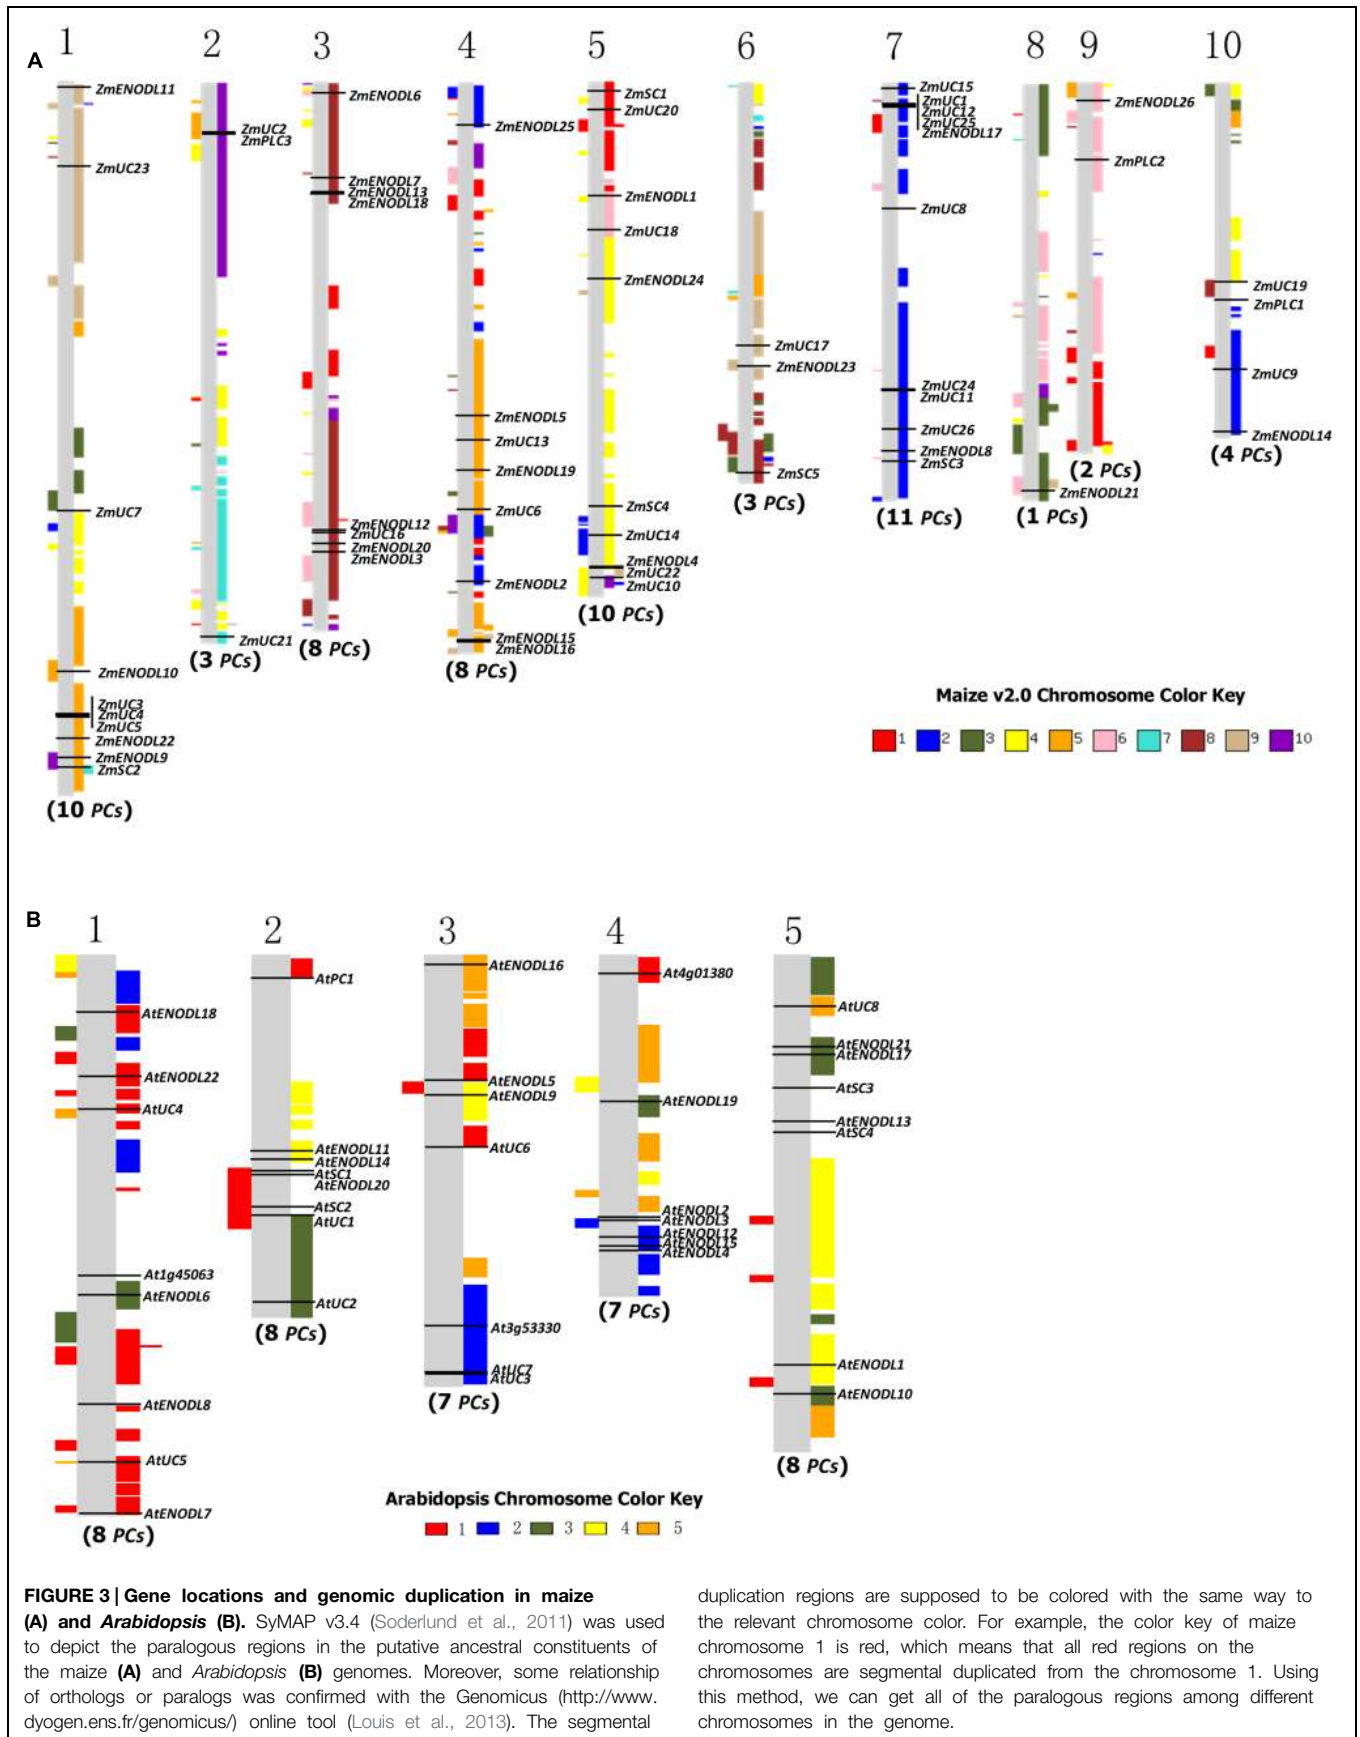 A
1
2
3
4
5
6
7
8
9
10
ZmENODL11
ZmUC23
ZmUC7
ZmENODL10
ZmUC3
ZmUC4
ZmUC5
ZmENODL22
ZmENODL9
ZmSC2
(10 PCs)
ZmUC2
ZmPLC3
ZmUC21
(3 PCs)
ZmENODL6
ZmENODL7
ZmENODL13
ZmENODL18
ZmENODL12
ZmUC16
ZmENODL20
ZmENODL3
(8 PCs)
ZmENODL25
ZmENODL5
ZmUC13
ZmENODL19
ZmUC6
ZmENODL2
ZmENODL15
ZmENODL16
(8 PCs)
ZmSC1
ZmUC20
ZmENODL1
ZmUC18
ZmENODL24
ZmSC4
ZmUC14
ZmENODL4
ZmUC22
ZmUC10
(10 PCs)
ZmUC17
ZmENODL23
ZmSC5
(3 PCs)
ZmUC15
ZmUC1
ZmUC12
ZmUC25
ZmENODL17
ZmUC8
ZmUC24
ZmUC11
ZmUC26
ZmENODL8
ZmSC3
(11 PCs)
ZmENODL21
(1 PCs)
ZmENODL26
ZmPLC2
(2 PCs)
ZmUC19
ZmPLC1
ZmUC9
ZmENODL14
(4 PCs)
Maize v2.0 Chromosome Color Key
1 2 3 4 5 6 7 8 9 10
B
1
2
3
4
5
AtENODL18
AtENODL22
AtUC4
At1g45063
AtENODL6
AtENODL8
AtUC5
AtENODL7
(8 PCs)
AtPC1
AtENODL11
AtENODL14
AtSC1
AtENODL20
AtSC2
AtUC1
AtUC2
(8 PCs)
AtENODL16
AtENODL5
AtENODL9
AtUC6
At3g53330
AtUC7
AtUC3
(7 PCs)
At4g01380
AtENODL19
AtENODL2
AtENODL3
AtENODL12
AtENODL15
AtENODL4
(7 PCs)
AtUC8
AtENODL21
AtENODL17
AtSC3
AtENODL13
AtSC4
AtENODL1
AtENODL10
(8 PCs)
Arabidopsis Chromosome Color Key
1 2 3 4 5
FIGURE 3 | Gene locations and genomic duplication in maize
(A) and Arabidopsis (B). SyMAP v3.4 (Soderlund et al., 2011) was used
to depict the paralogous regions in the putative ancestral constituents of
the maize (A) and Arabidopsis (B) genomes. Moreover, some relationship
of orthologs or paralogs was confirmed with the Genomicus (http://www.
dyogen.ens.fr/genomicus/) online tool (Louis et al., 2013). The segmental
duplication regions are supposed to be colored with the same way to
the relevant chromosome color. For example, the color key of maize
chromosome 1 is red, which means that all red regions on the
chromosomes are segmental duplicated from the chromosome 1. Using
this method, we can get all of the paralogous regions among different
chromosomes in the genome.